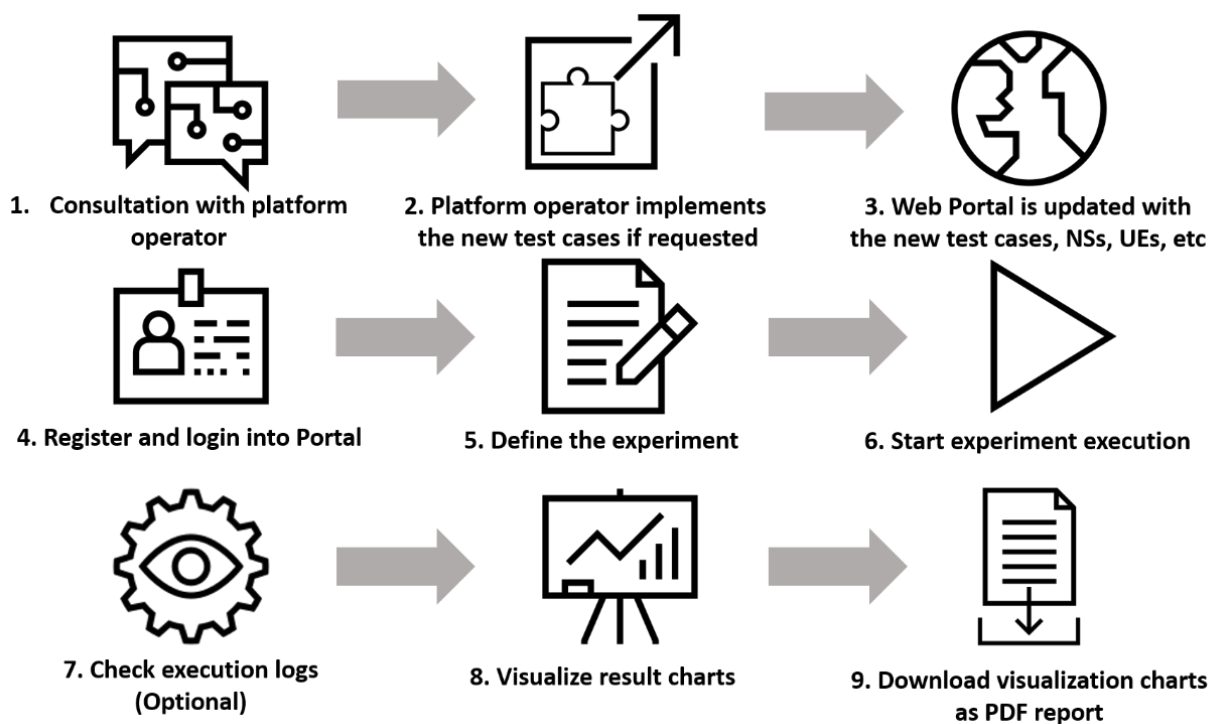 1. Consultation with platform
operator
2. Platform operator implements
the new test cases if requested
3. Web Portal is updated with
the new test cases, NSs, UEs, etc
4. Register and login into Portal
5. Define the experiment
6. Start experiment execution
7. Check execution logs
(Optional)
8. Visualize result charts
9. Download visualization charts
as PDF report